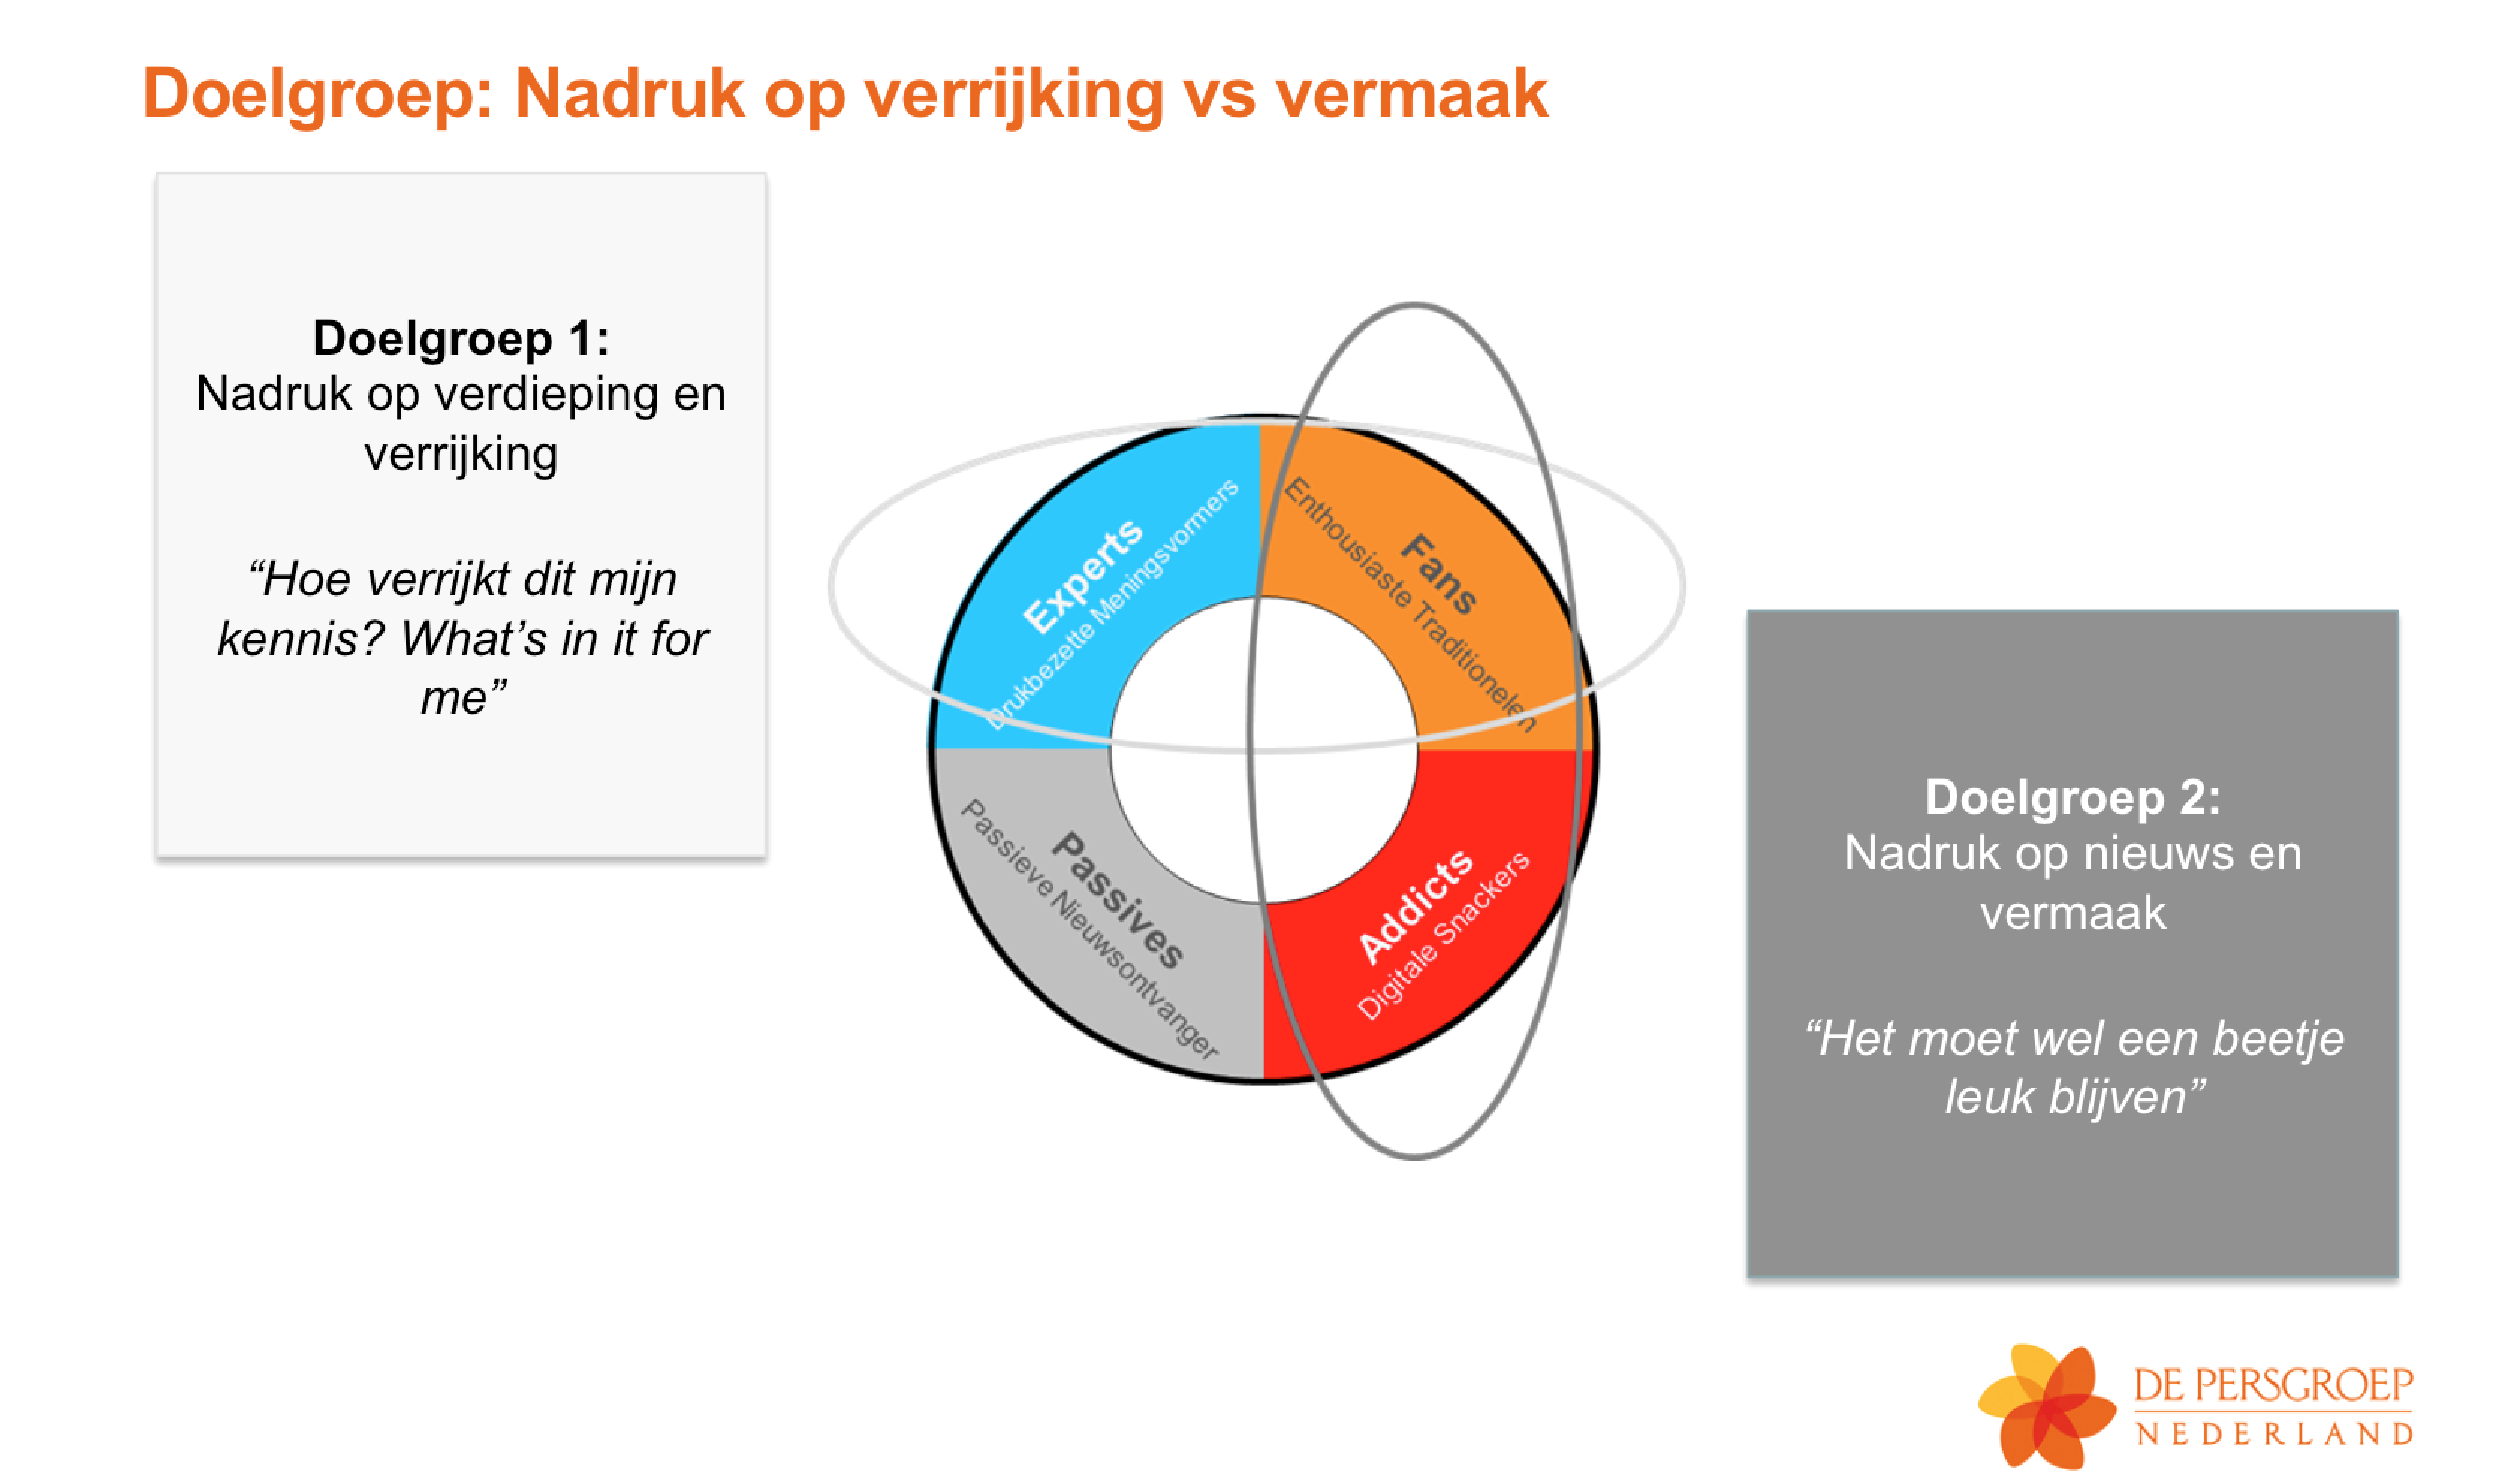 Doelgroep: Nadruk op verrijking vs vermaak
Doelgroep 1:
Nadruk op verdieping en
verrijking
“Hoe verrijkt dit mijn
kennis? What’s in it for
me”
Experts
Drukbezette Meningsvormers
Fans
Enthousiaste Traditionelen
Passives
Passieve Nieuwsontvanger
Addicts
Digitale Snackers
Doelgroep 2:
Nadruk op nieuws en
vermaak
“Het moet wel een beetje
leuk blijven”
DE PERSGROEP
NEDERLAND